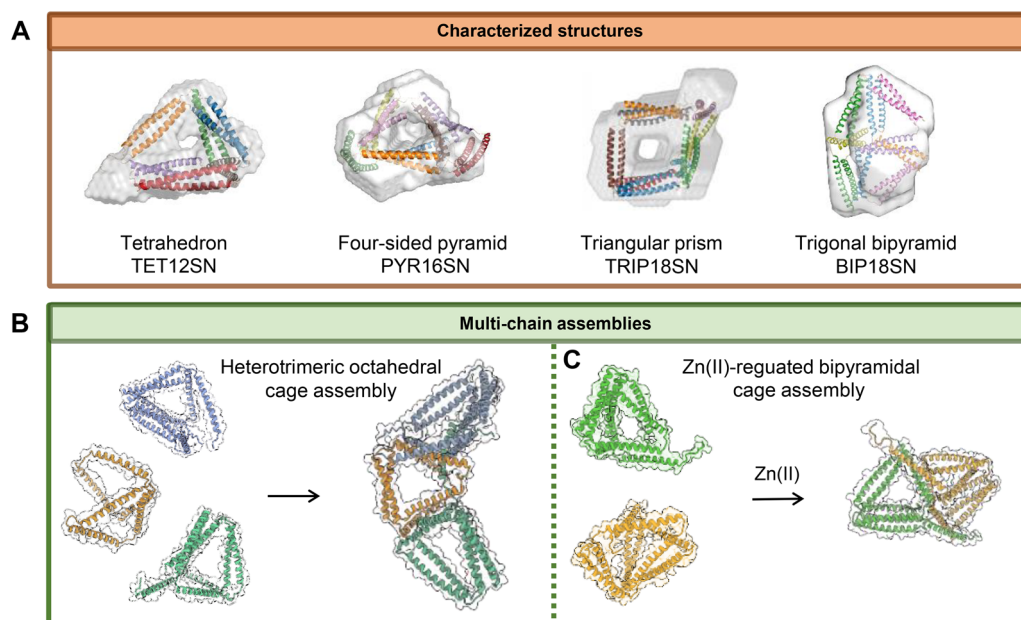 A
Characterized structures
Tetrahedron
TET12SN
Four-sided pyramid
PYR16SN
Triangular prism
TRIP18SN
Trigonal bipyramid
BIP18SN
B
Multi-chain assemblies
Heterotrimeric octahedral
cage assembly
C
Zn(II)-reguated bipyramidal
cage assembly
Zn(II)